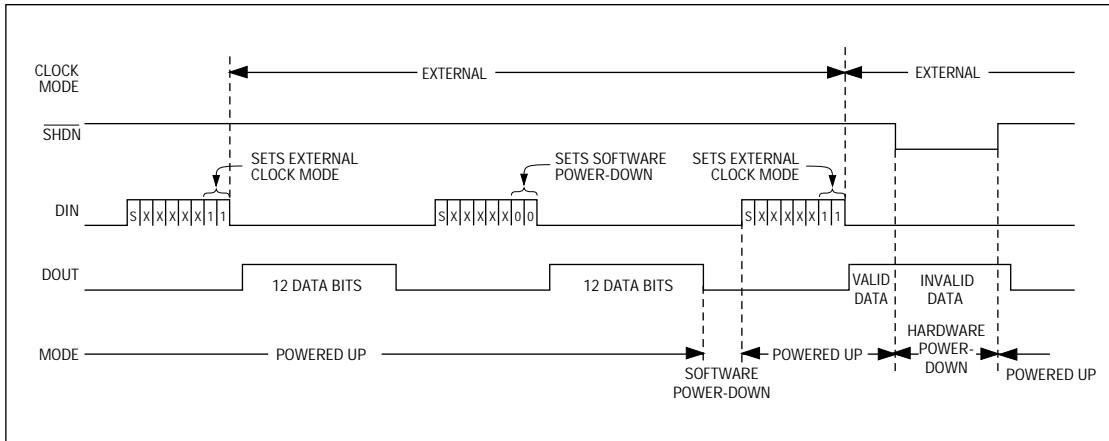 CLOCK
MODE
EXTERNAL
EXTERNAL
SHDN
SETS EXTERNAL
CLOCK MODE
SETS SOFTWARE
POWER-DOWN
SETS EXTERNAL
CLOCK MODE
DIN
S X X X X X 1 1
S X X X X X 0 0
S X X X X X 1 1
DOUT
12 DATA BITS
12 DATA BITS
VALID
DATA
INVALID
DATA
MODE
POWERED UP
SOFTWARE
POWER-DOWN
POWERED UP
HARDWARE
POWER-
DOWN
POWERED UP